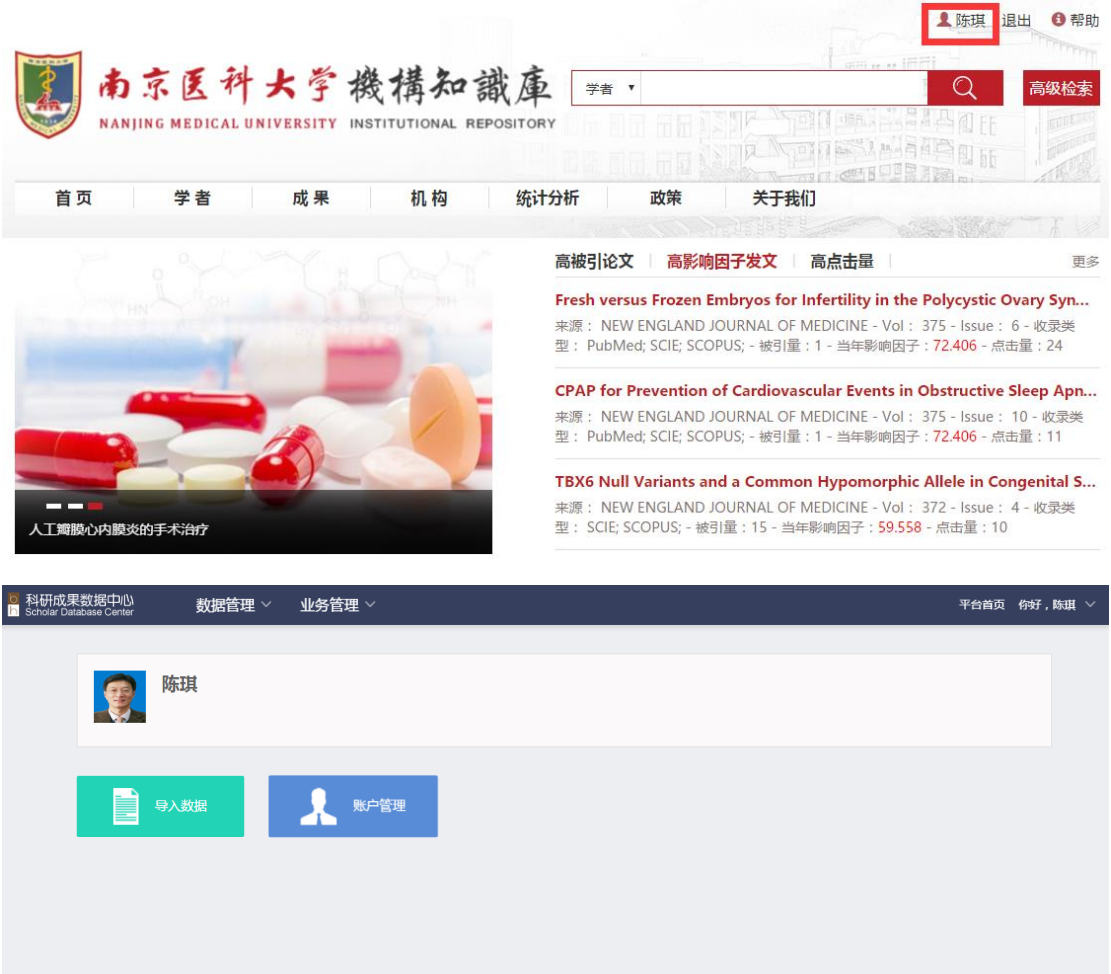 陈琪 退出 帮助
南京医科大学機構知識庫
NANJING MEDICAL UNIVERSITY INSTITUTIONAL REPOSITORY
学者 高级检索
首页 学者 成果 机构 统计分析 政策 关于我们
高被引论文 高影响因子发文 高点击量 更多
Fresh versus Frozen Embryos for Infertility in the Polycystic Ovary Syn...
来源： NEW ENGLAND JOURNAL OF MEDICINE - Vol： 375 - Issue： 6 - 收录类
型： PubMed; SCIE; SCOPUS; - 被引量：1 - 当年影响因子：72.406 - 点击量：24
CPAP for Prevention of Cardiovascular Events in Obstructive Sleep Apn...
来源： NEW ENGLAND JOURNAL OF MEDICINE - Vol： 375 - Issue： 10 - 收录类
型： PubMed; SCIE; SCOPUS; - 被引量：1 - 当年影响因子：72.406 - 点击量：11
TBX6 Null Variants and a Common Hypomorphic Allele in Congenital S...
来源： NEW ENGLAND JOURNAL OF MEDICINE - Vol： 372 - Issue： 4 - 收录类
型： SCIE; SCOPUS; - 被引量：15 - 当年影响因子：59.558 - 点击量：10
人工瓣膜心内膜炎的手术治疗
科研成果数据中心
Scholar Database Center
数据管理 业务管理 平台首页 你好，陈琪
陈琪
导入数据 账户管理